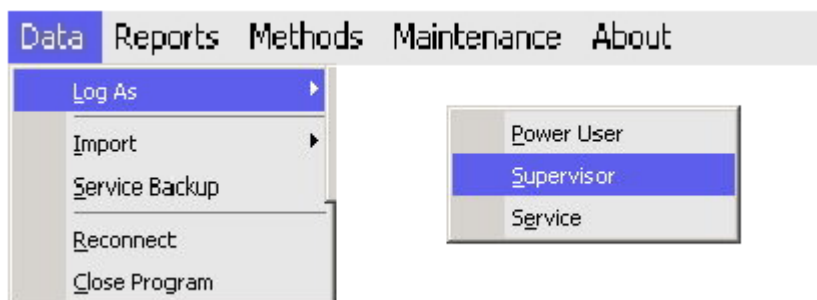 Data Reports Methods Maintenance About
Log As
Import
Service Backup
Reconnect
Close Program
Power User
Supervisor
Service